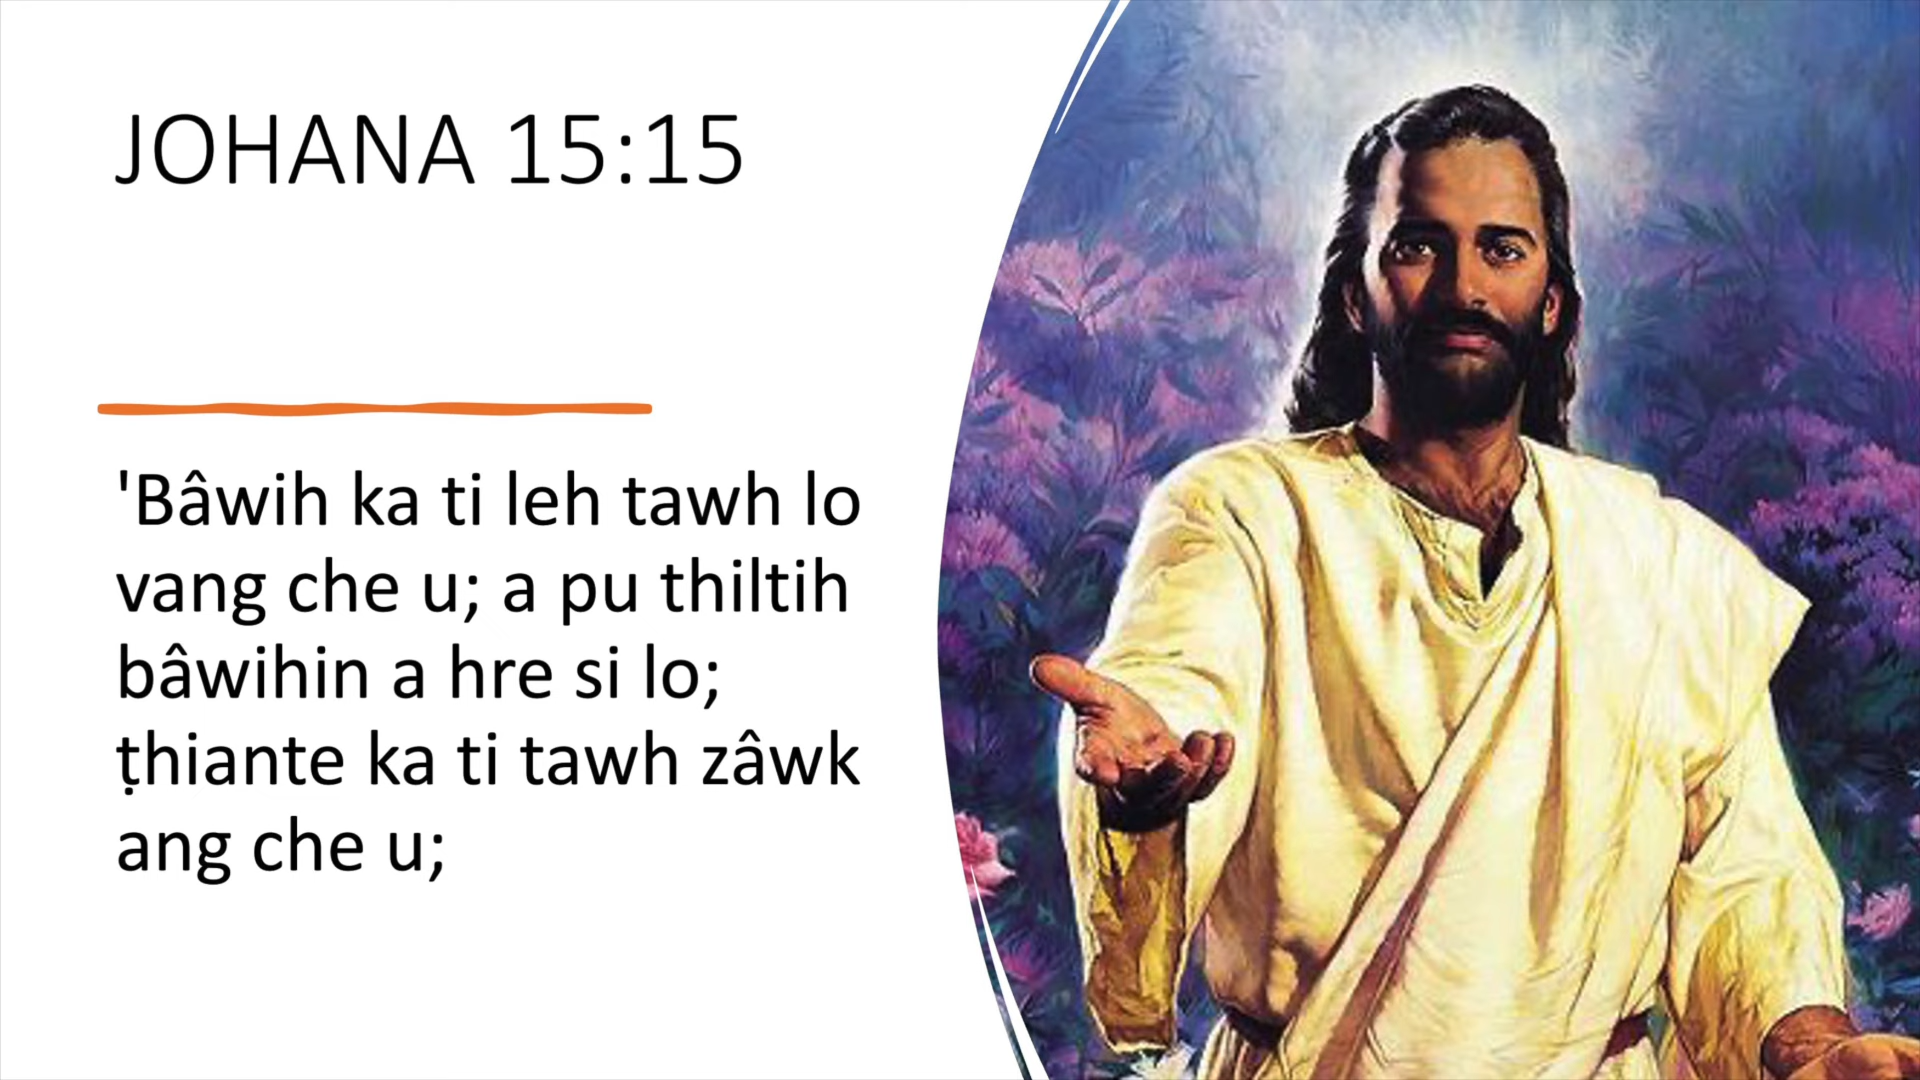 JOHANA 15:15
'Bâwih ka ti leh tawh lo
vang che u; a pu thiltih
bâwihin a hre si lo;
ṭhiante ka ti tawh zâwk
ang che u;